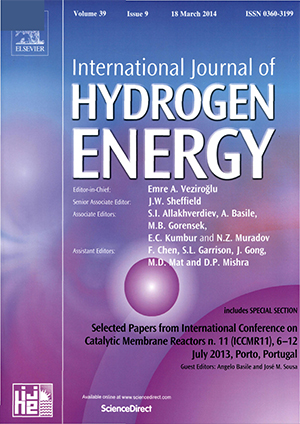 Volume 39 Issue 9 18 March 2014 ISSN 0360-3199
ELSEVIER
International Journal of
HYDROGEN
ENERGY
Editor-in-Chief: Emre A. Veziroğlu
Senior Associate Editor: J.W. Sheffield
Associate Editors: S.I. Allakhverdiev, A. Basile,
M.B. Gorensek,
E.C. Kumbur and N.Z. Muradov
Assistant Editors: F. Chen, S.L. Garrison, J. Gong,
M.D. Mat and D.P. Mishra
includes SPECIAL SECTION
Selected Papers from International Conference on
Catalytic Membrane Reactors n. 11 (ICCMR11), 6–12
July 2013, Porto, Portugal
Guest Editors: Angelo Basile and José M. Sousa
Available online at www.sciencedirect.com
ScienceDirect